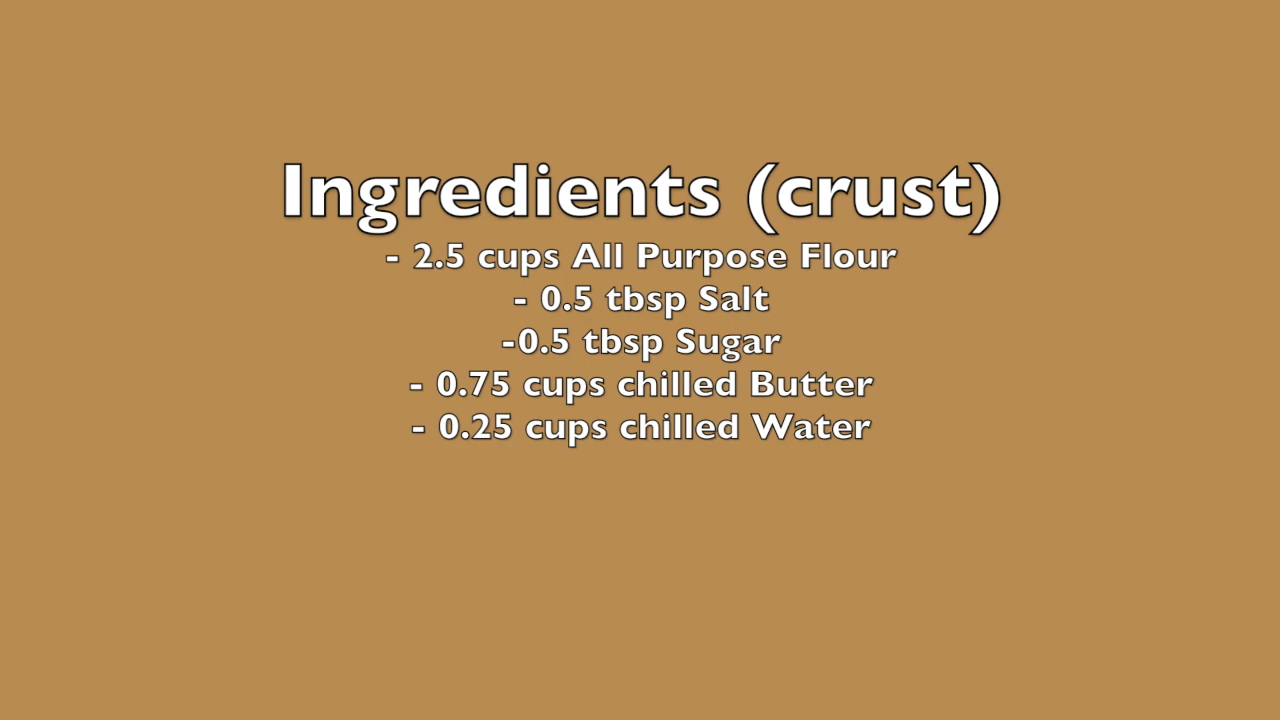 Ingredients (crust)
- 2.5 cups All Purpose Flour
- 0.5 tbsp Salt
-0.5 tbsp Sugar
- 0.75 cups chilled Butter
- 0.25 cups chilled Water